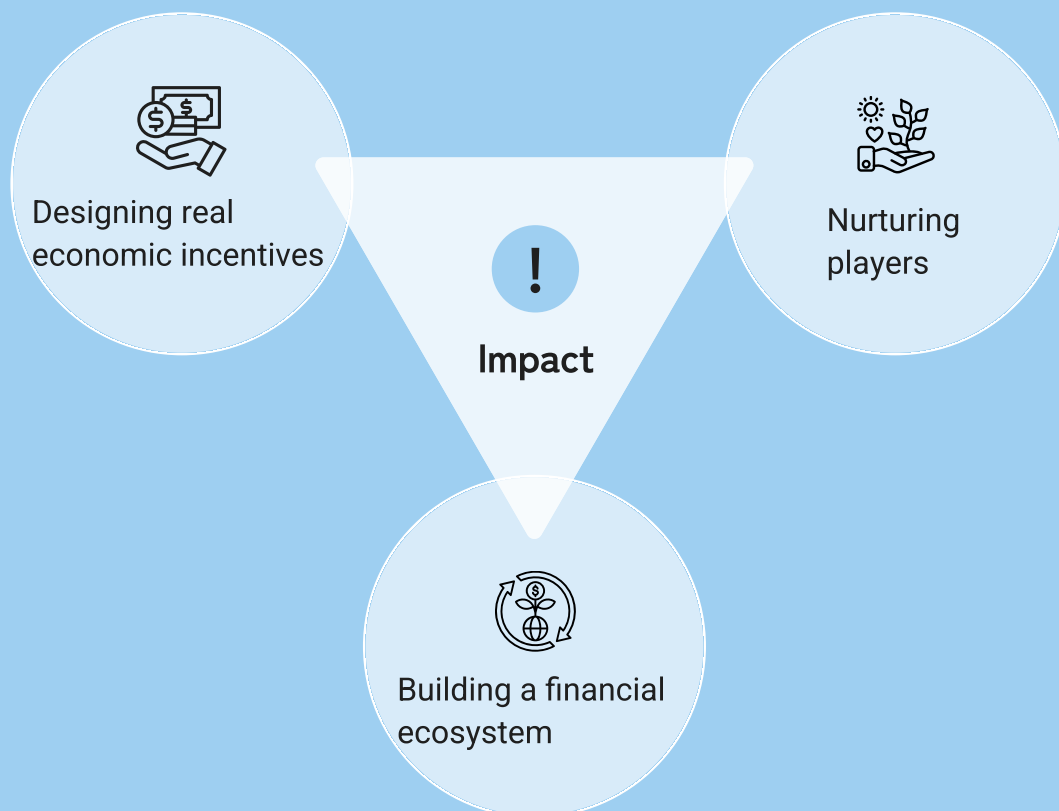 Designing real
economic incentives
Nurturing
players
!
Impact
Building a financial
ecosystem